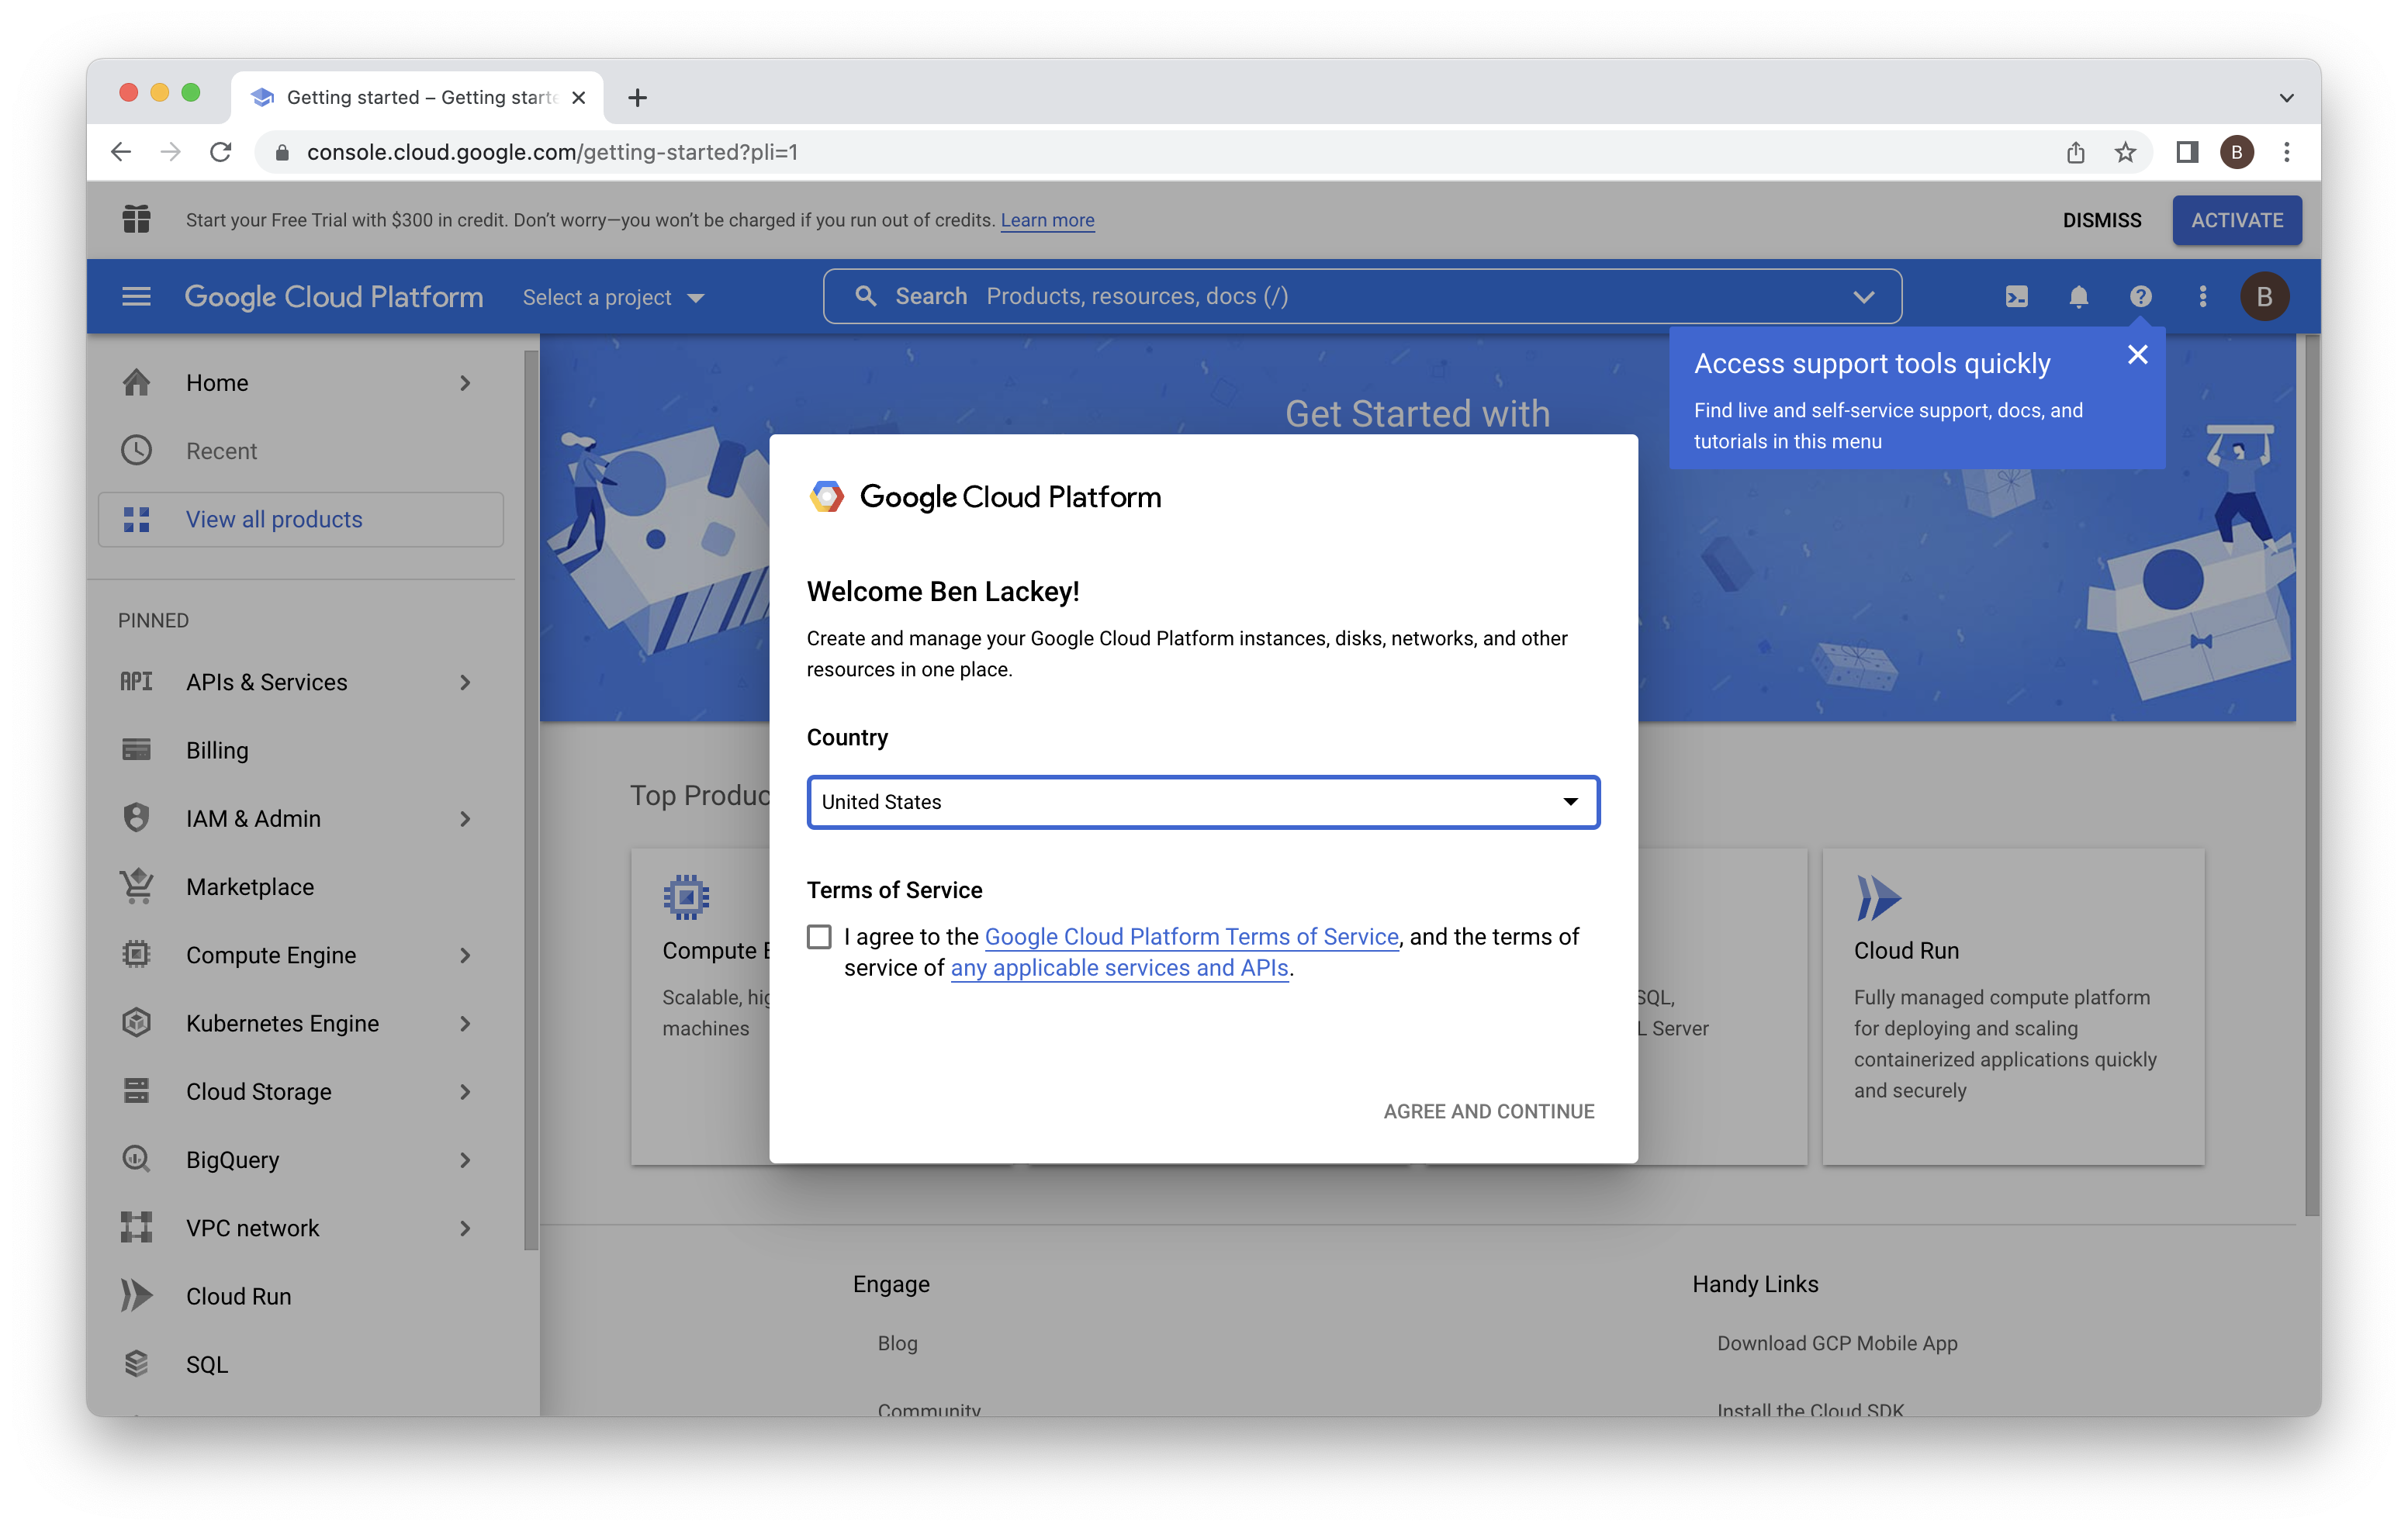 Getting started – Getting starte
console.cloud.google.com/getting-started?pli=1
B
Start your Free Trial with $300 in credit. Don't worry—you won't be charged if you run out of credits. Learn more
DISMISS
ACTIVATE
Google Cloud Platform
Select a project
Search Products, resources, docs (/)
B
Access support tools quickly
Find live and self-service support, docs, and
tutorials in this menu
Home
Recent
View all products
PINNED
API APIs & Services
Billing
IAM & Admin
Marketplace
Compute Engine
Kubernetes Engine
Cloud Storage
BigQuery
VPC network
Cloud Run
SQL
Get Started with
Google Cloud Platform
Welcome Ben Lackey!
Create and manage your Google Cloud Platform instances, disks, networks, and other
resources in one place.
Country
United States
Terms of Service
I agree to the Google Cloud Platform Terms of Service, and the terms of
service of any applicable services and APIs.
AGREE AND CONTINUE
Top Produc
Compute E
Scalable, hig
machines
SQL,
L Server
Cloud Run
Fully managed compute platform
for deploying and scaling
containerized applications quickly
and securely
Engage
Blog
Community
Handy Links
Download GCP Mobile App
Install the Cloud SDK